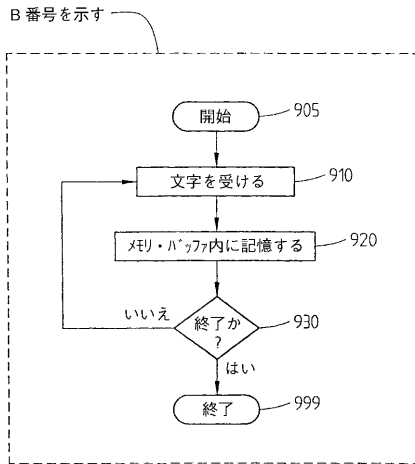 B 番号を示す
開始
905
文字を受ける
910
メモリ・バッファ内に記憶する
920
いいえ
終了か
?
930
はい
終了
999